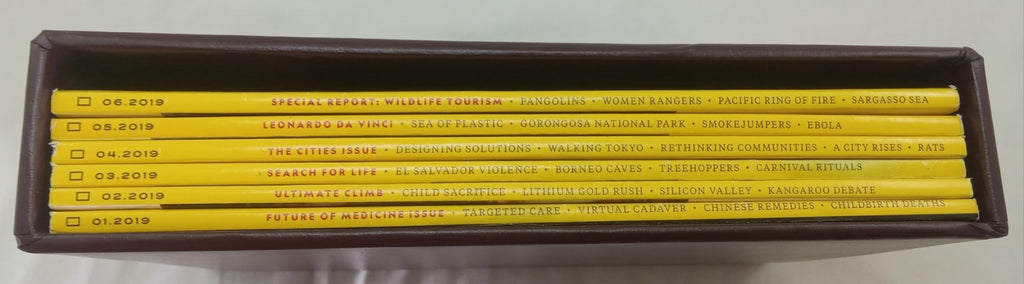 06.2019 SPECIAL REPORT: WILDLIFE TOURISM • PANGOLINS • WOMEN RANGERS • PACIFIC RING OF FIRE • SARGASSO SEA
05.2019 LEONARDO DA VINCI • SEA OF PLASTIC • GORONGOSA NATIONAL PARK • SMOKEJUMPERS • EBOLA
04.2019 THE CITIES ISSUE • DESIGNING SOLUTIONS • WALKING TOKYO • RETHINKING COMMUNITIES • A CITY RISES • RATS
03.2019 SEARCH FOR LIFE • EL SALVADOR VIOLENCE • BORNEO CAVES • TREEHOPPERS • CARNIVAL RITUALS
02.2019 ULTIMATE CLIMB • CHILD SACRIFICE • LITHIUM GOLD RUSH • SILICON VALLEY • KANGAROO DEBATE
01.2019 FUTURE OF MEDICINE ISSUE • TARGETED CARE • VIRTUAL CADAVER • CHINESE REMEDIES • CHILDBIRTH DEATHS